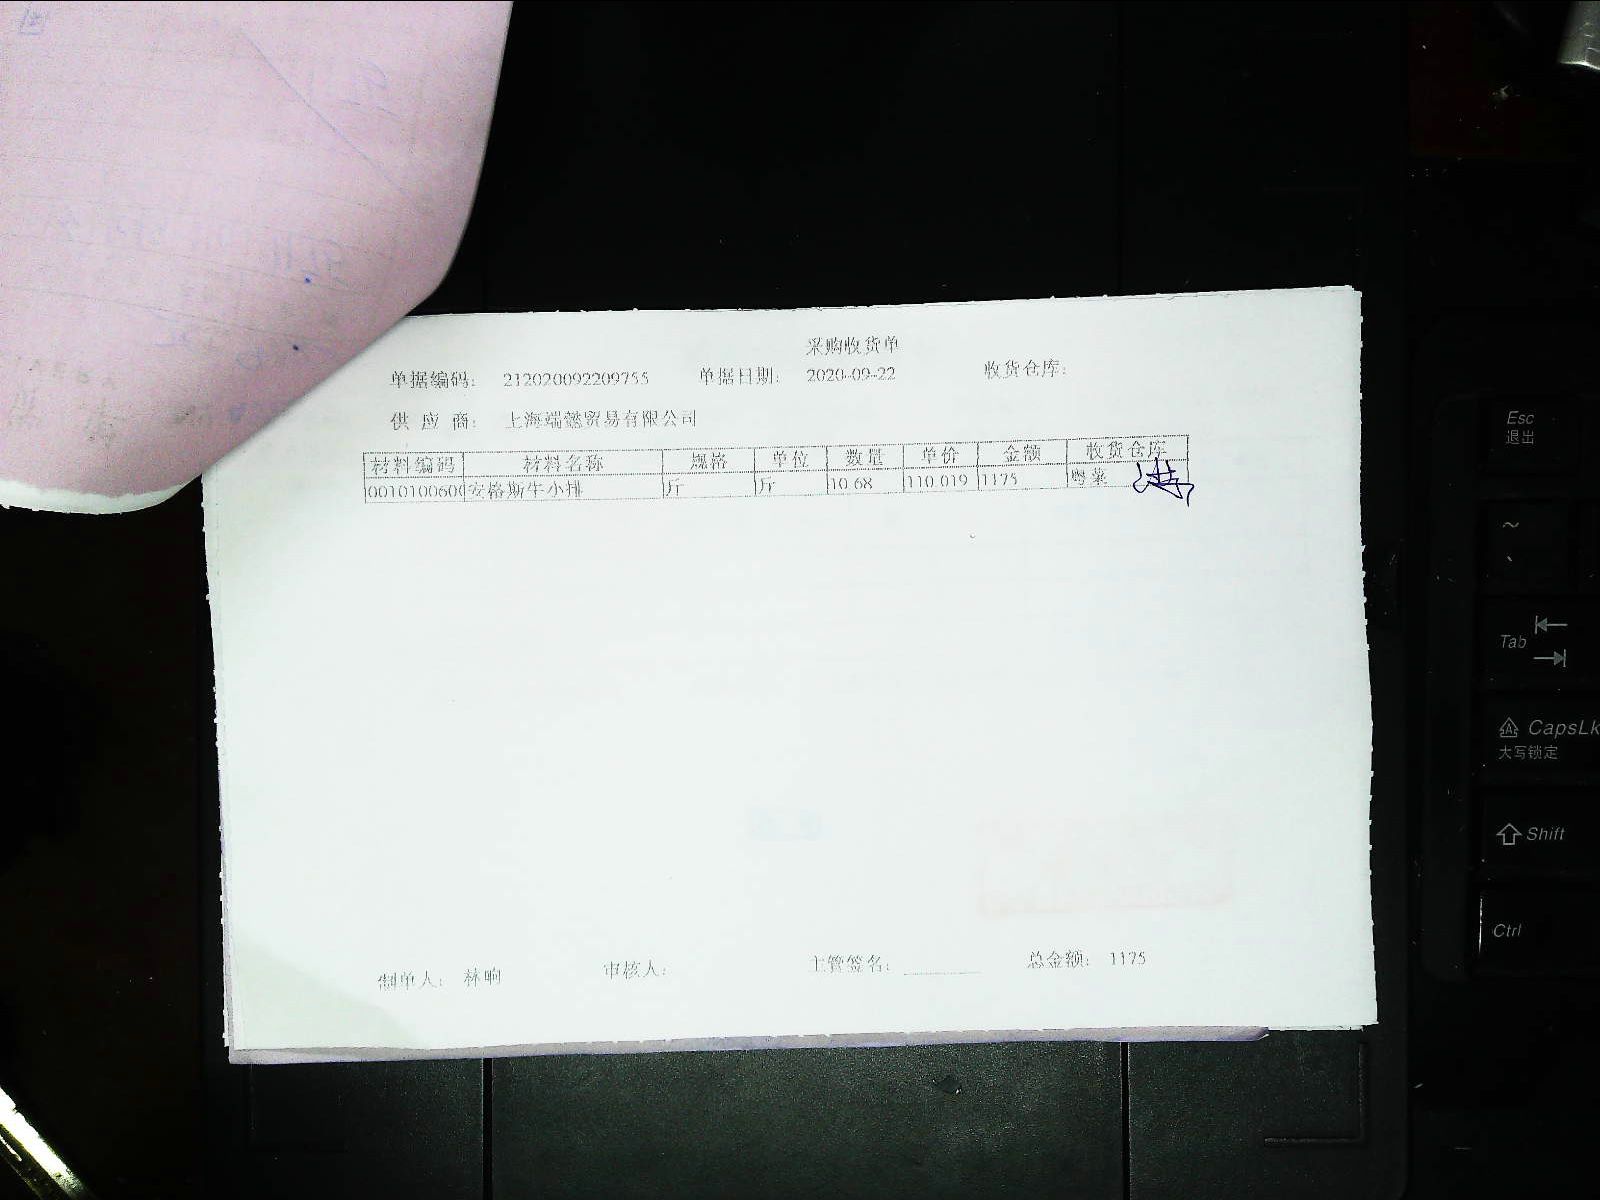 采购收货单
单据编码： 212020092209755 单据日期： 2020-09-22 收货仓库：
供 应 商： 上海端懿贸易有限公司
材料编码 材料名称 规格 单位 数量 单价 金额 收货仓库
0010100600 安格斯牛小排 斤 斤 10.68 110.019 1175 粤菜
制单人： 林晌 审核人： 主管签名： 总金额： 1175
Esc
退出
~
Tab
CapsLk
大写锁定
Shift
Ctrl